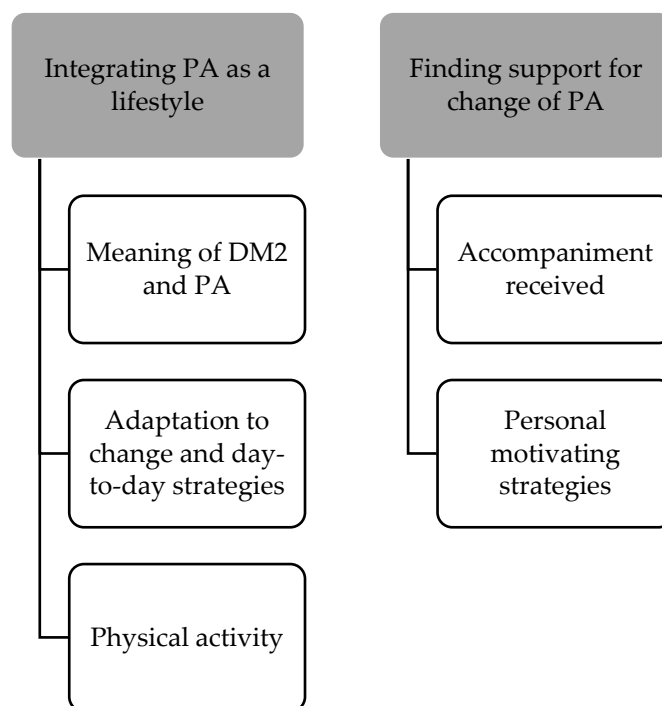 Integrating PA as a
lifestyle
Meaning of DM2
and PA
Adaptation to
change and day-
to-day strategies
Physical activity
Finding support for
change of PA
Accompaniment
received
Personal
motivating
strategies